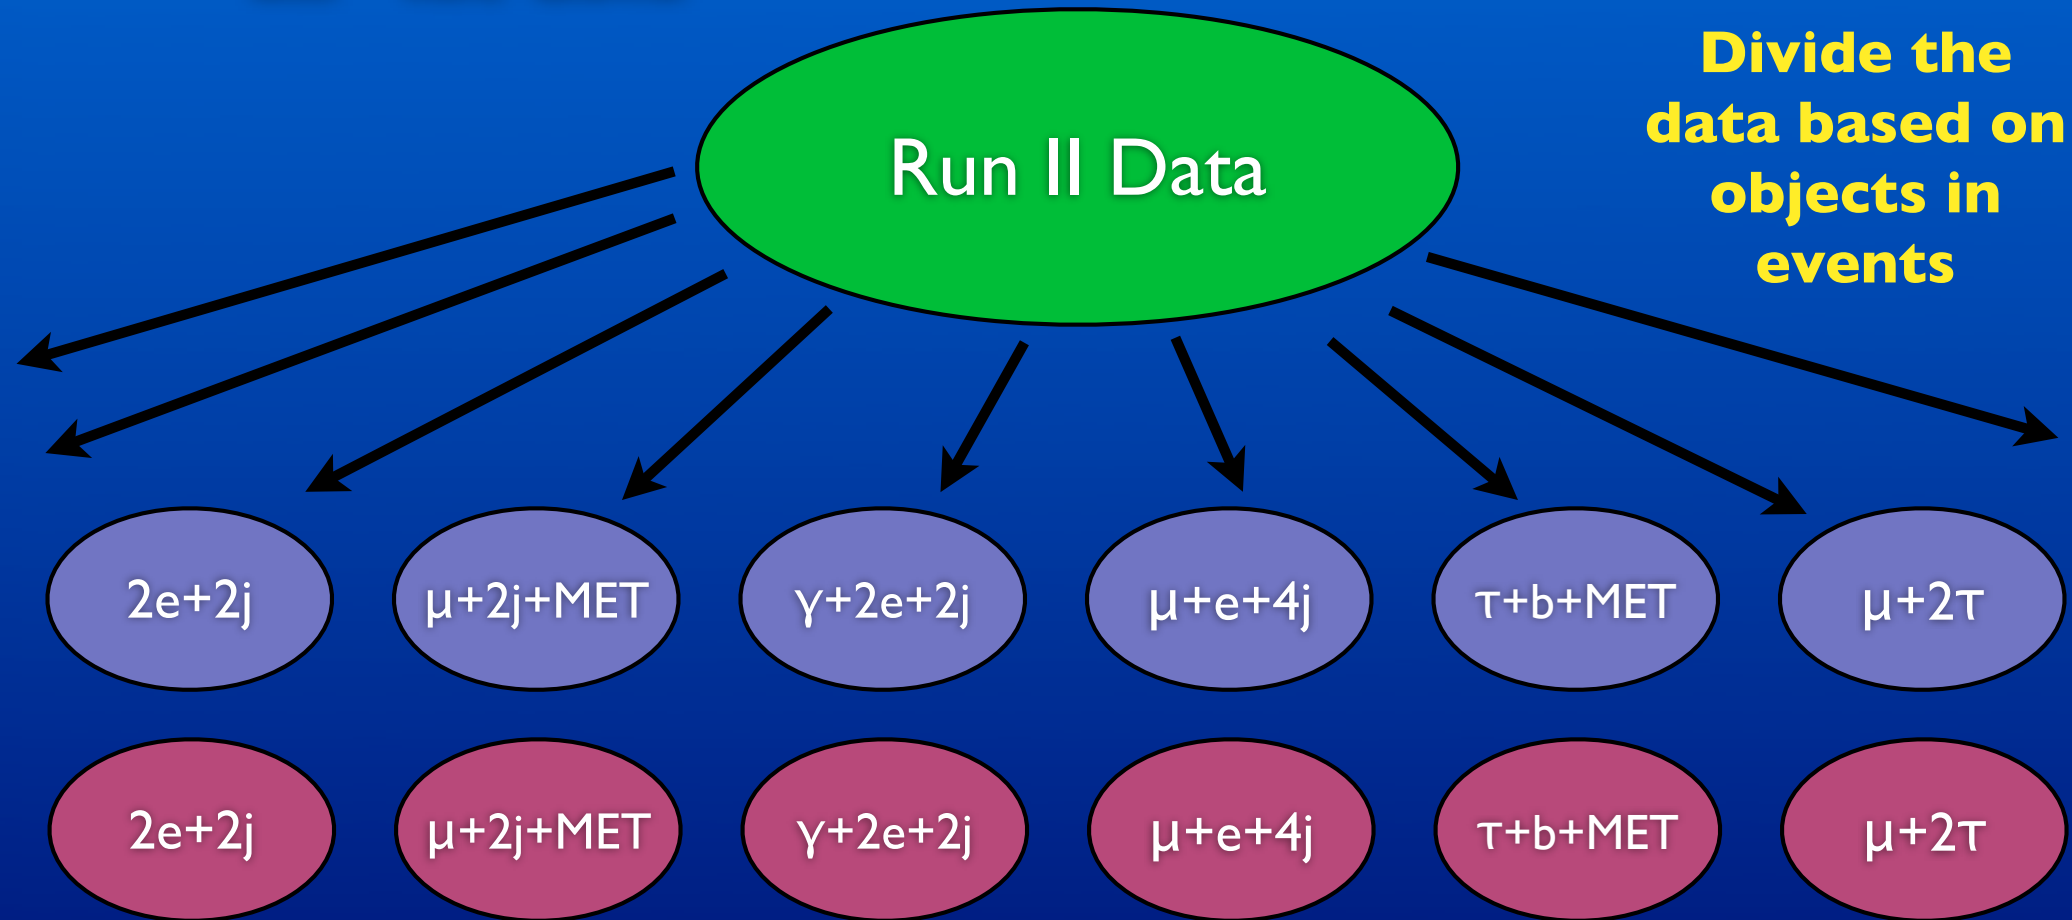 Run II Data
Divide the
data based on
objects in
events
2e+2j
μ+2j+MET
γ+2e+2j
μ+e+4j
τ+b+MET
μ+2τ
2e+2j
μ+2j+MET
γ+2e+2j
μ+e+4j
τ+b+MET
μ+2τ